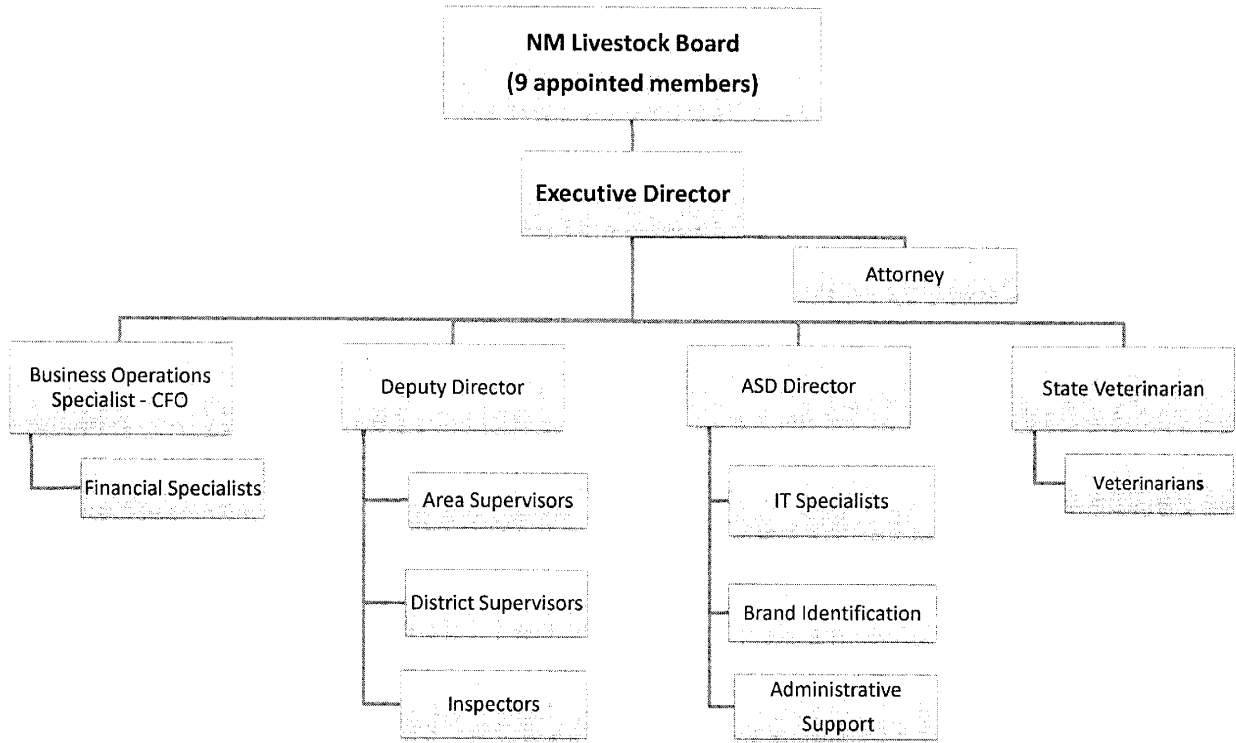 NM Livestock Board
(9 appointed members)
Executive Director
Attorney
Business Operations
Specialist - CFO
Deputy Director
ASD Director
State Veterinarian
Financial Specialists
Area Supervisors
IT Specialists
Veterinarians
District Supervisors
Brand Identification
Inspectors
Administrative
Support